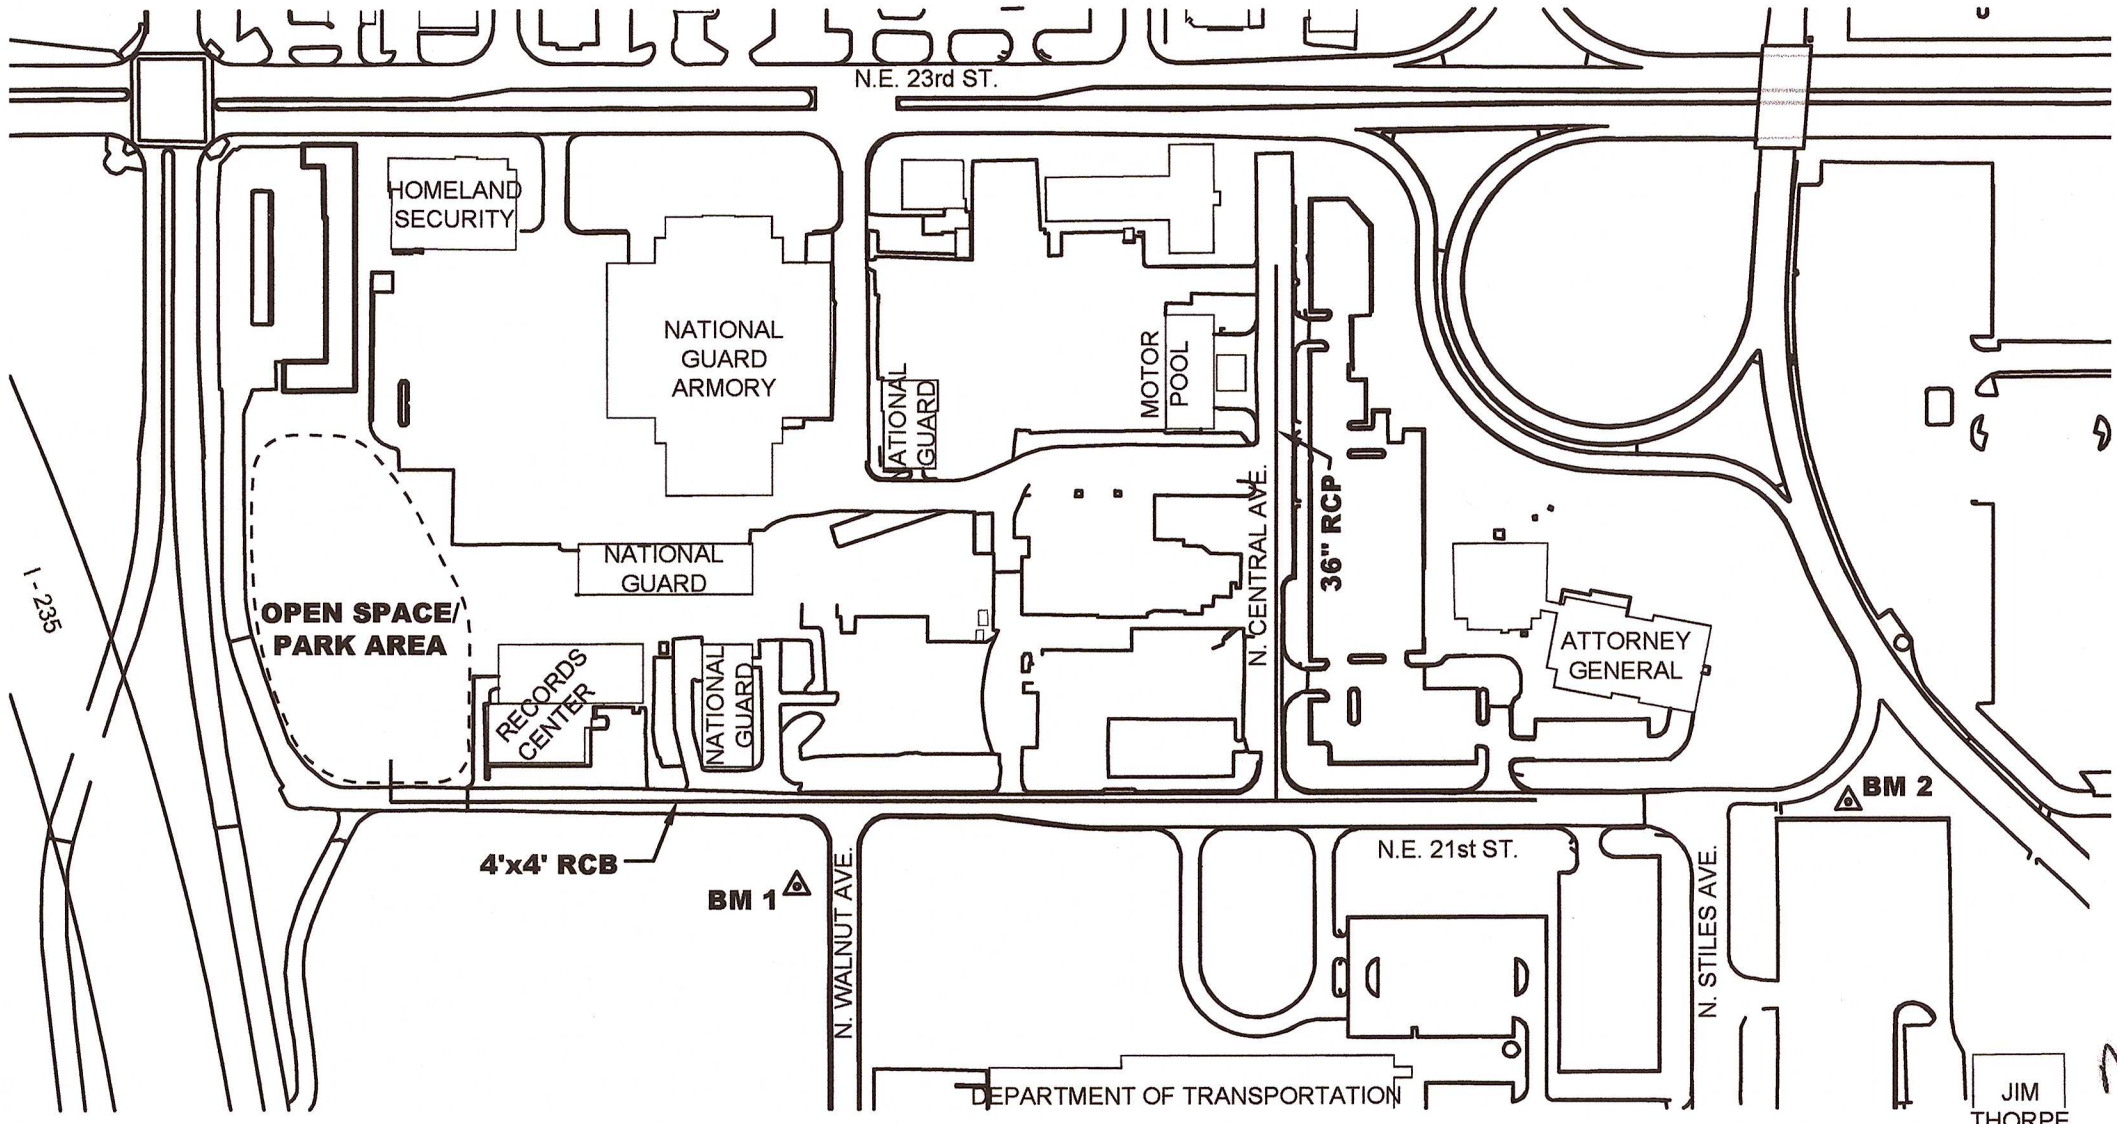 N.E. 23rd ST.
HOMELAND
SECURITY
NATIONAL
GUARD
ARMORY
MOTOR
POOL
NATIONAL
GUARD
N. CENTRAL AVE.
36" RCP
I - 235
NATIONAL
GUARD
OPEN SPACE/
PARK AREA
ATTORNEY
GENERAL
RECORDS
CENTER
NATIONAL
GUARD
BM 2
4'x4' RCB
N.E. 21st ST.
BM 1
N. WALNUT AVE.
N. STILES AVE.
DEPARTMENT OF TRANSPORTATION
JIM
THORPE